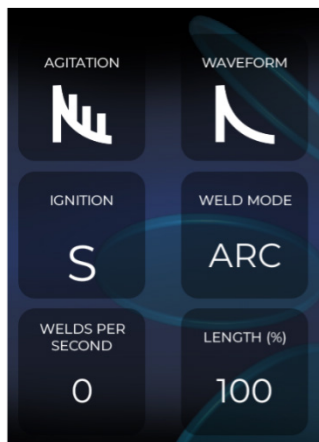 AGITATION
WAVEFORM
IGNITION
WELD MODE
S
ARC
WELDS PER
SECOND
LENGTH (%)
0
100